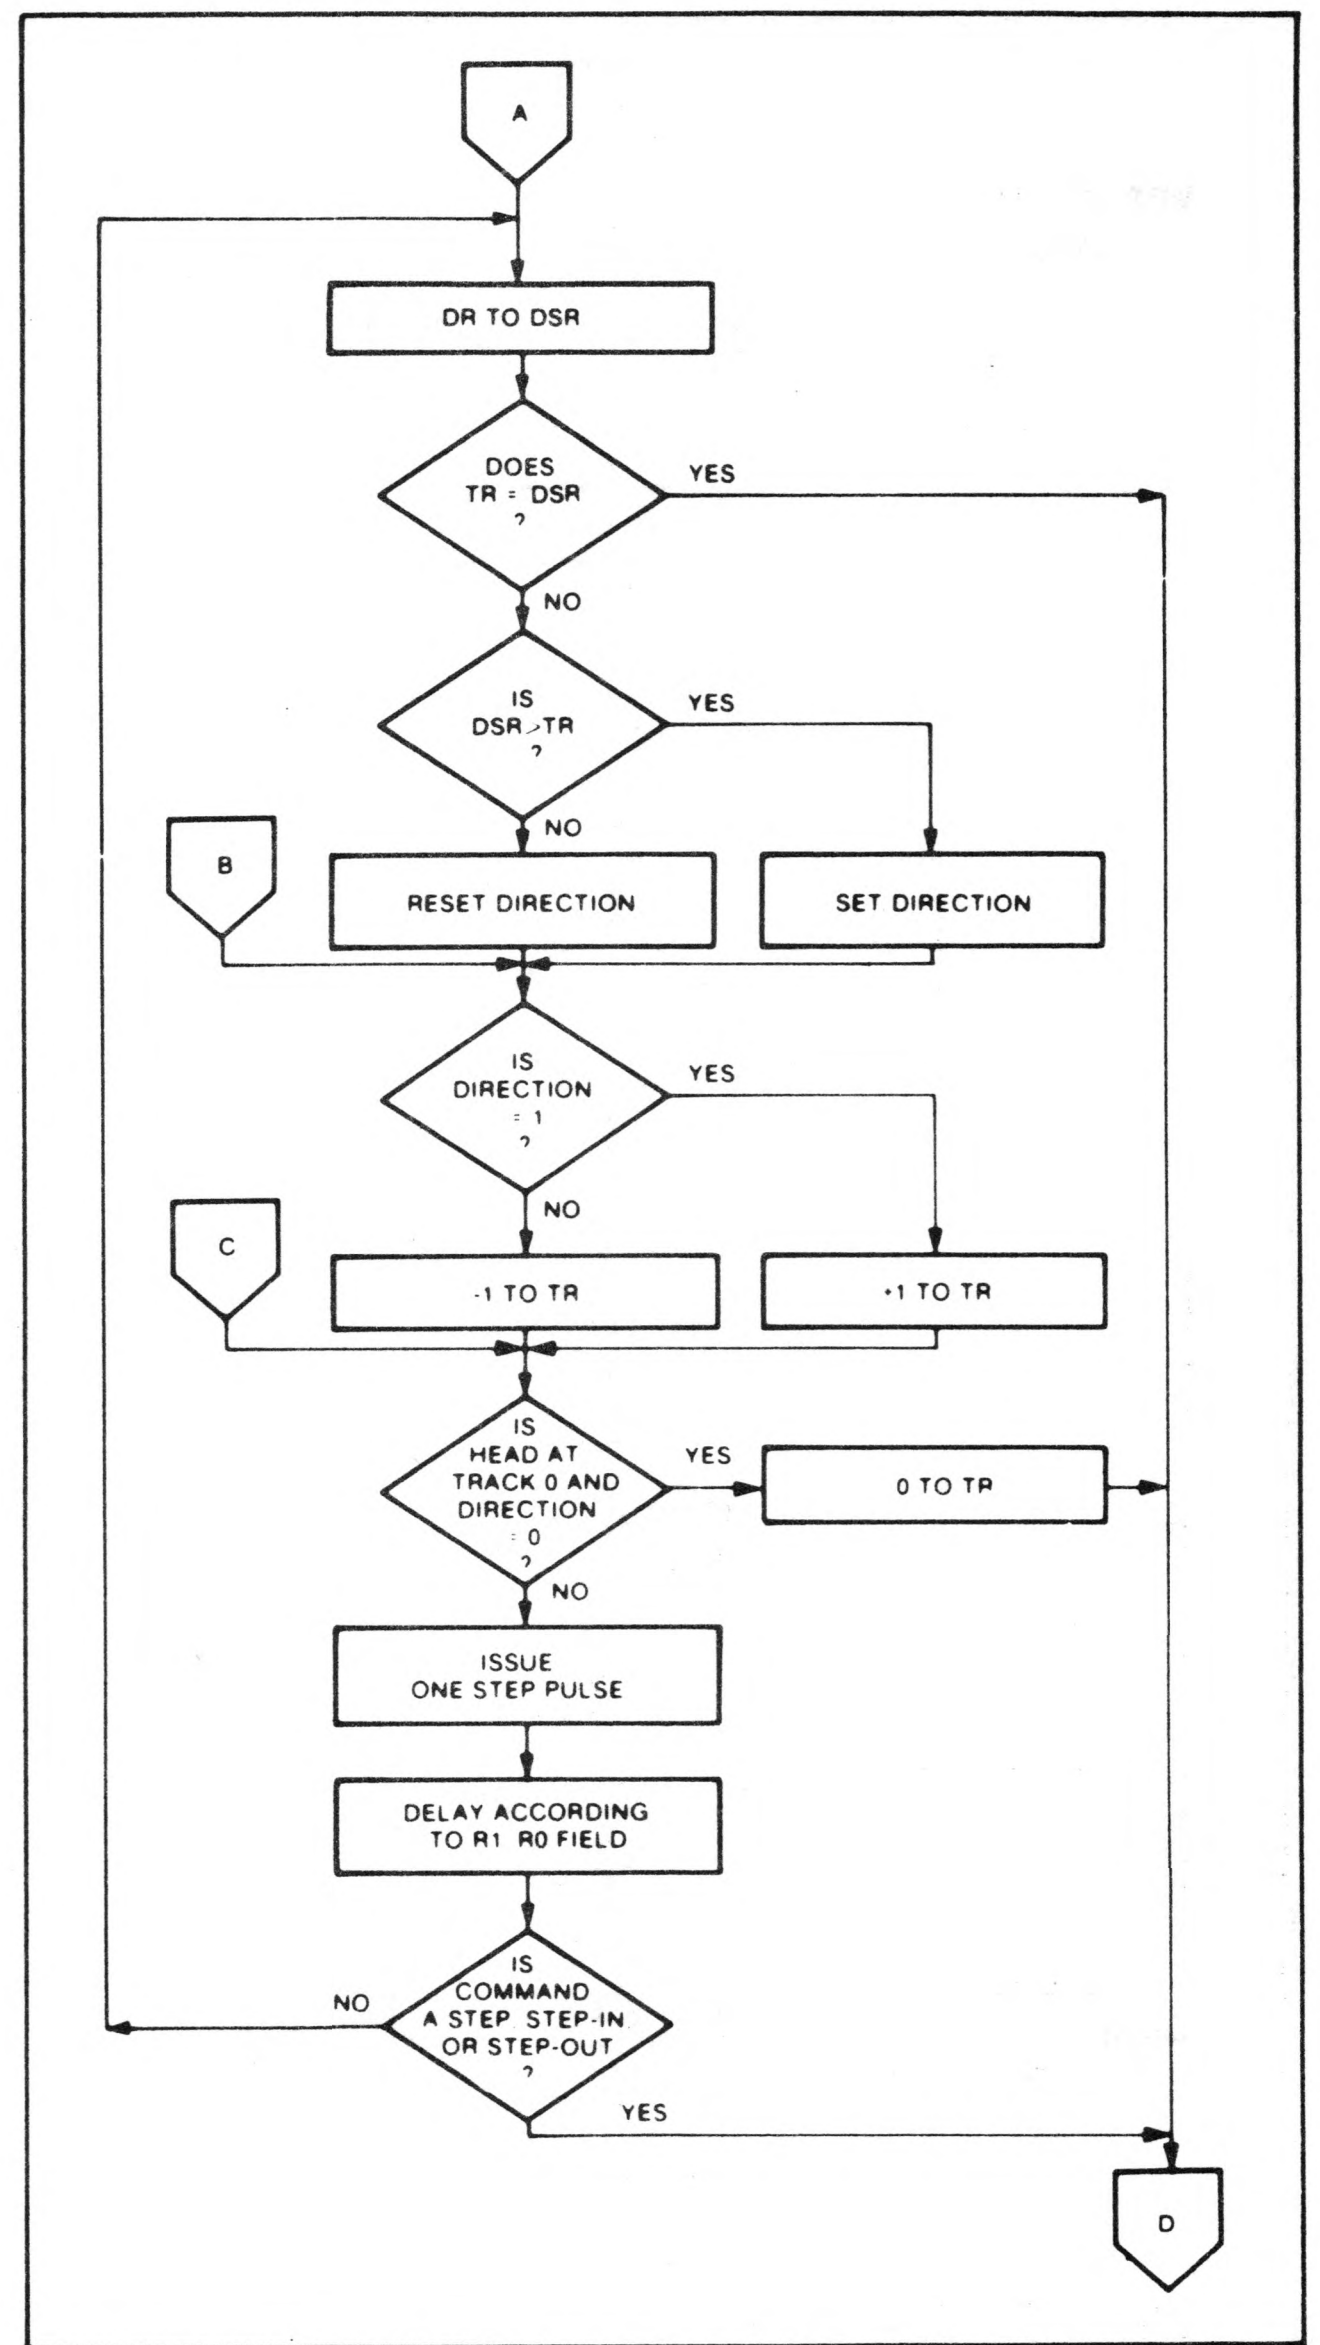 A
DR TO DSR
DOES
TR = DSR
?
YES
NO
IS
DSR>TR
?
YES
NO
B
RESET DIRECTION
SET DIRECTION
IS
DIRECTION
= 1
?
YES
NO
C
-1 TO TR
+1 TO TR
IS
HEAD AT
TRACK 0 AND
DIRECTION
= 0
?
YES
0 TO TR
NO
ISSUE
ONE STEP PULSE
DELAY ACCORDING
TO R1 R0 FIELD
IS
COMMAND
A STEP STEP-IN
OR STEP-OUT
?
NO
YES
D